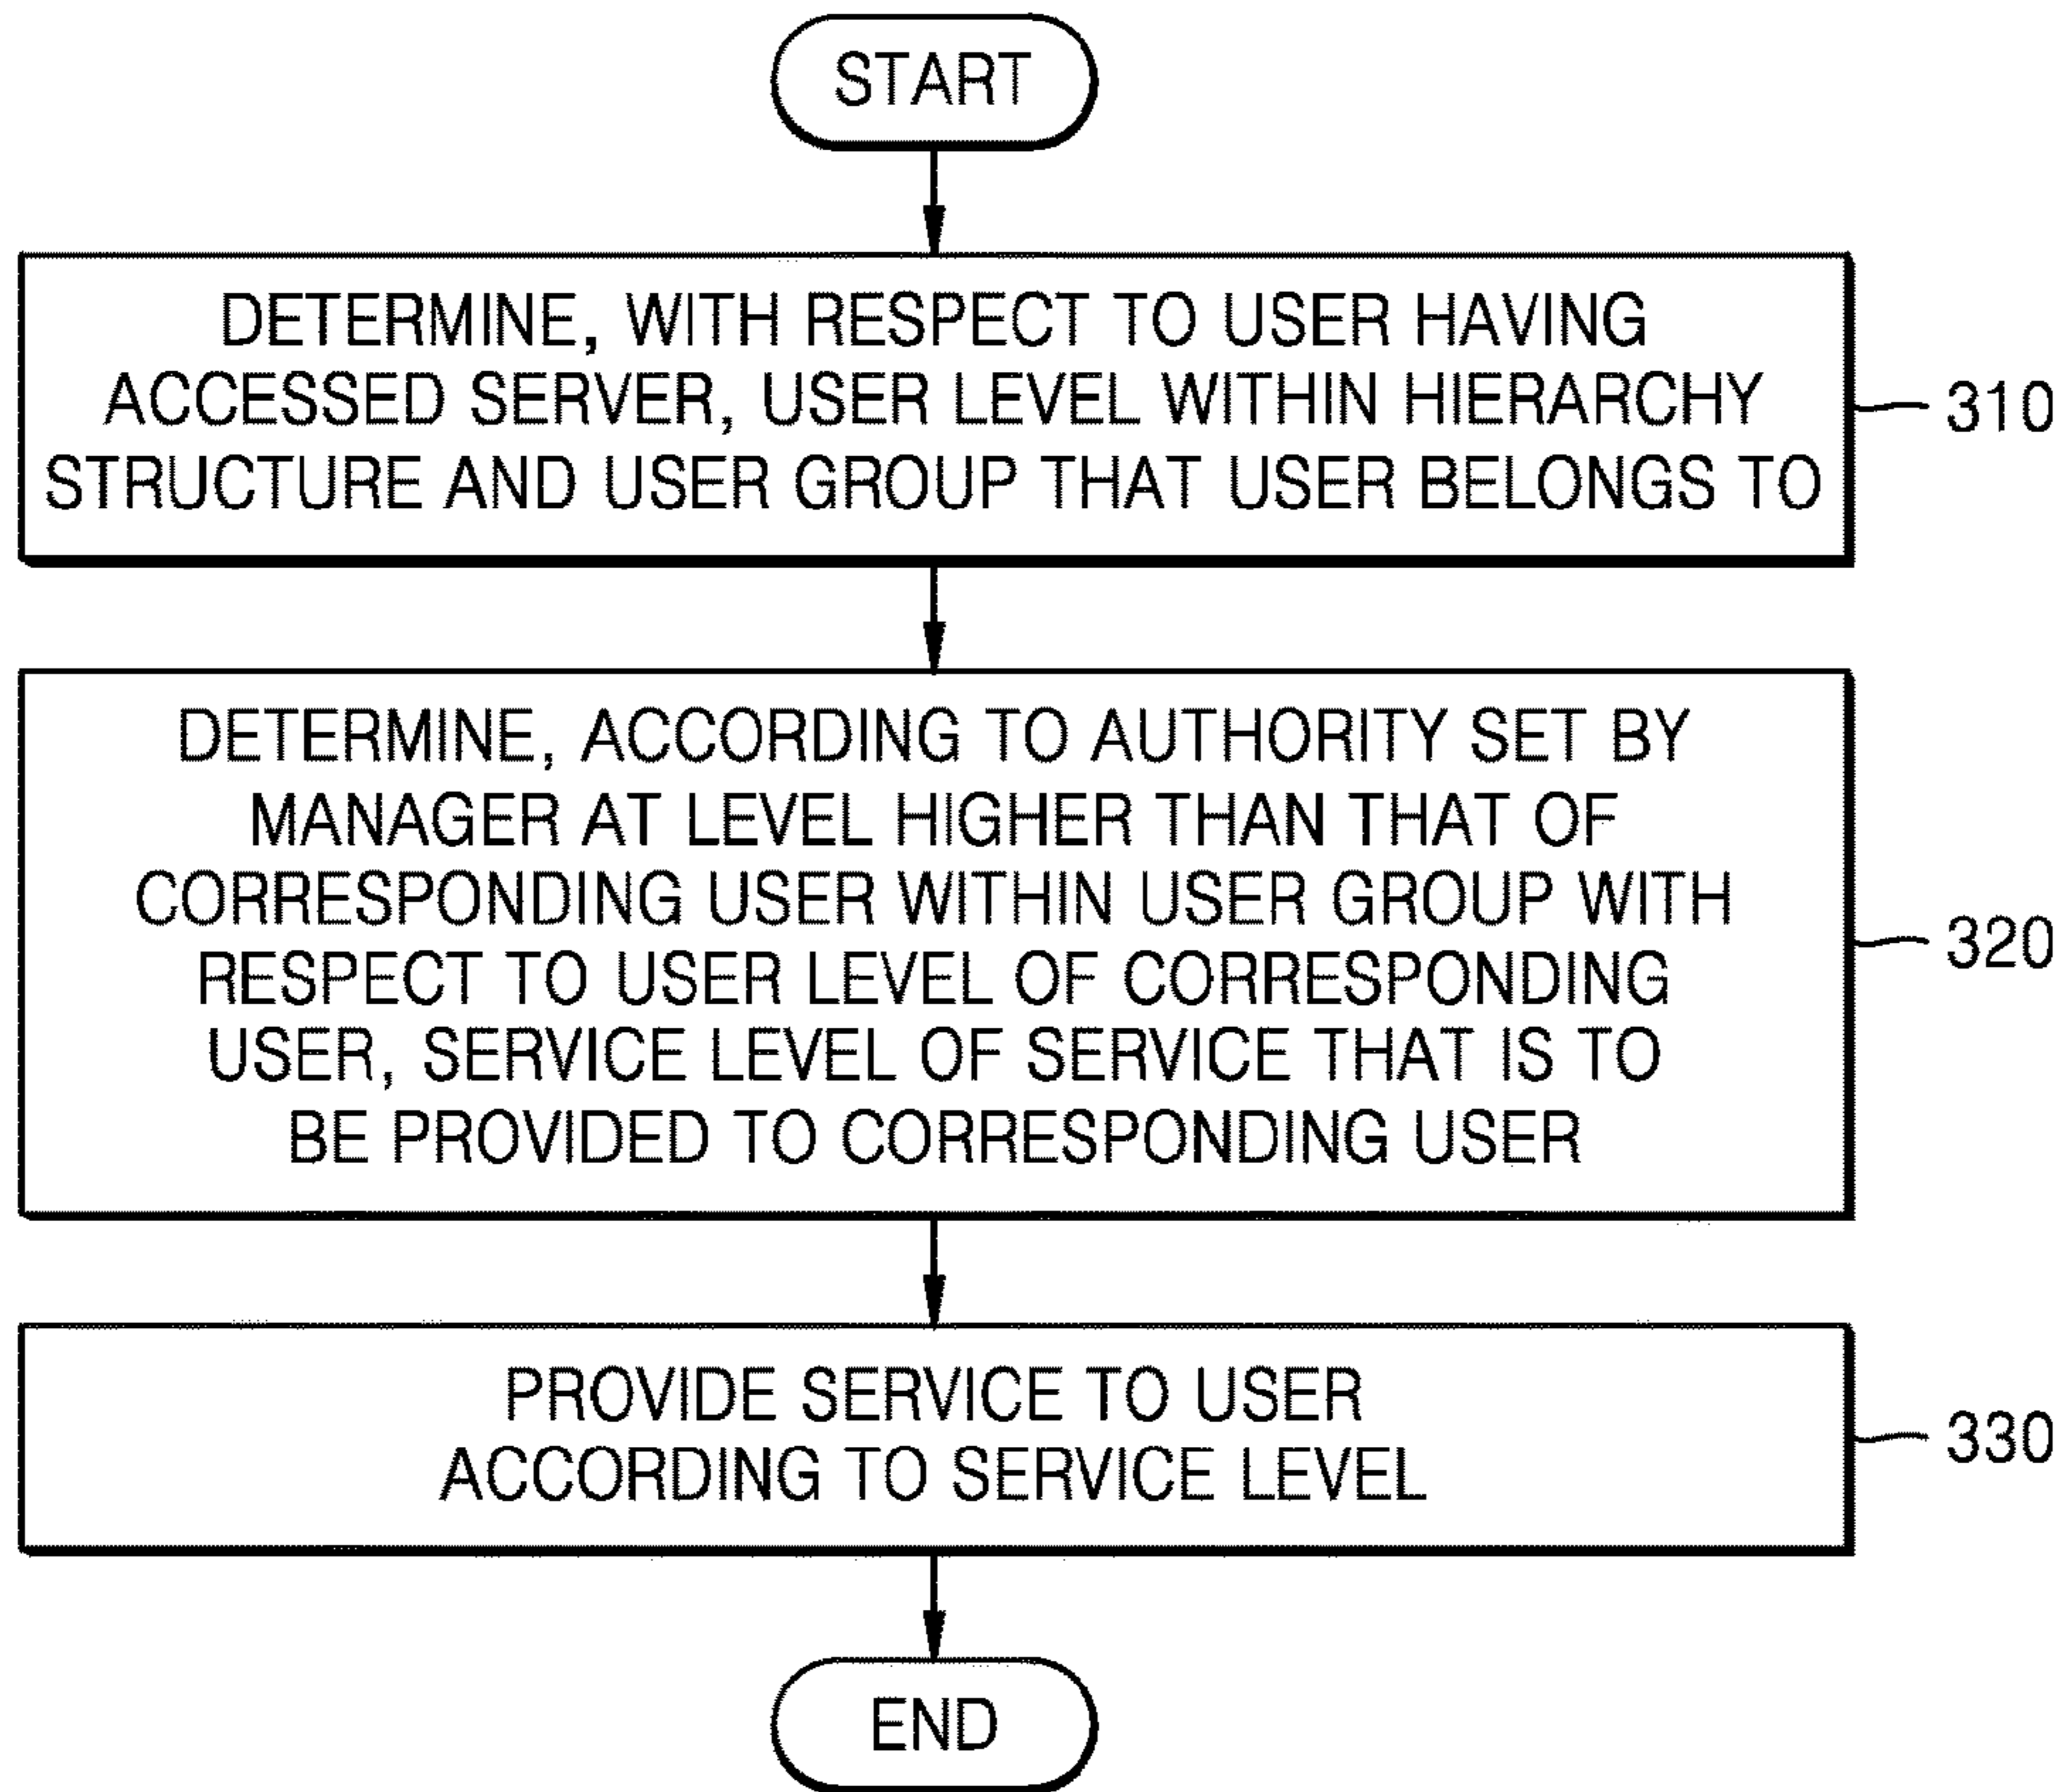 START
DETERMINE, WITH RESPECT TO USER HAVING
ACCESSED SERVER, USER LEVEL WITHIN HIERARCHY
STRUCTURE AND USER GROUP THAT USER BELONGS TO
310
DETERMINE, ACCORDING TO AUTHORITY SET BY
MANAGER AT LEVEL HIGHER THAN THAT OF
CORRESPONDING USER WITHIN USER GROUP WITH
RESPECT TO USER LEVEL OF CORRESPONDING
USER, SERVICE LEVEL OF SERVICE THAT IS TO
BE PROVIDED TO CORRESPONDING USER
320
PROVIDE SERVICE TO USER
ACCORDING TO SERVICE LEVEL
330
END